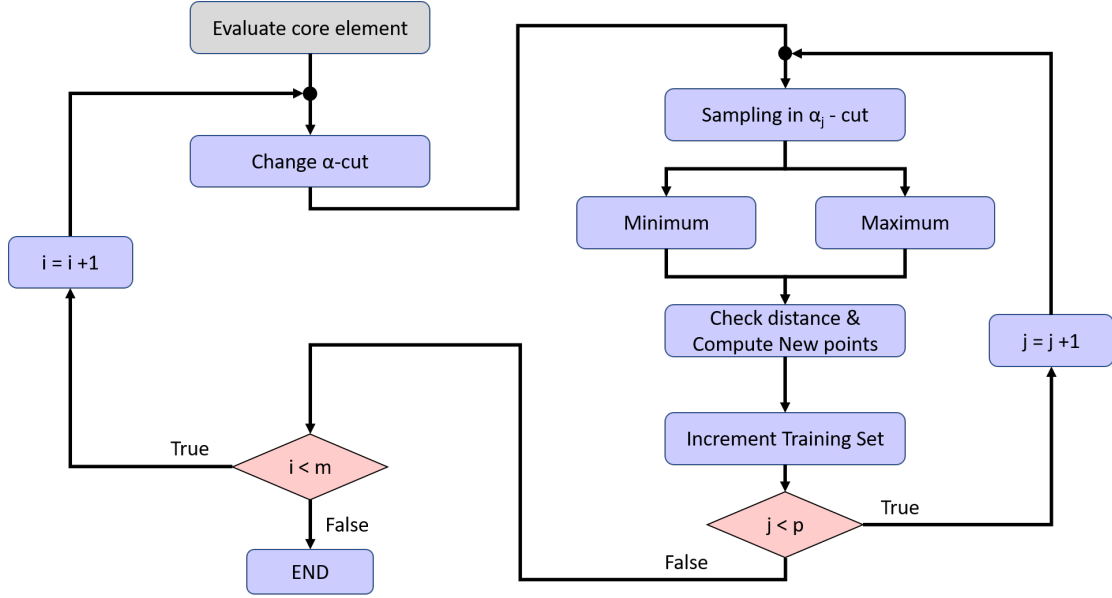 Evaluate core element
Change α-cut
i = i +1
Sampling in αj - cut
Minimum
Maximum
Check distance &
Compute New points
j = j +1
Increment Training Set
True
i < m
False
END
j < p
True
False